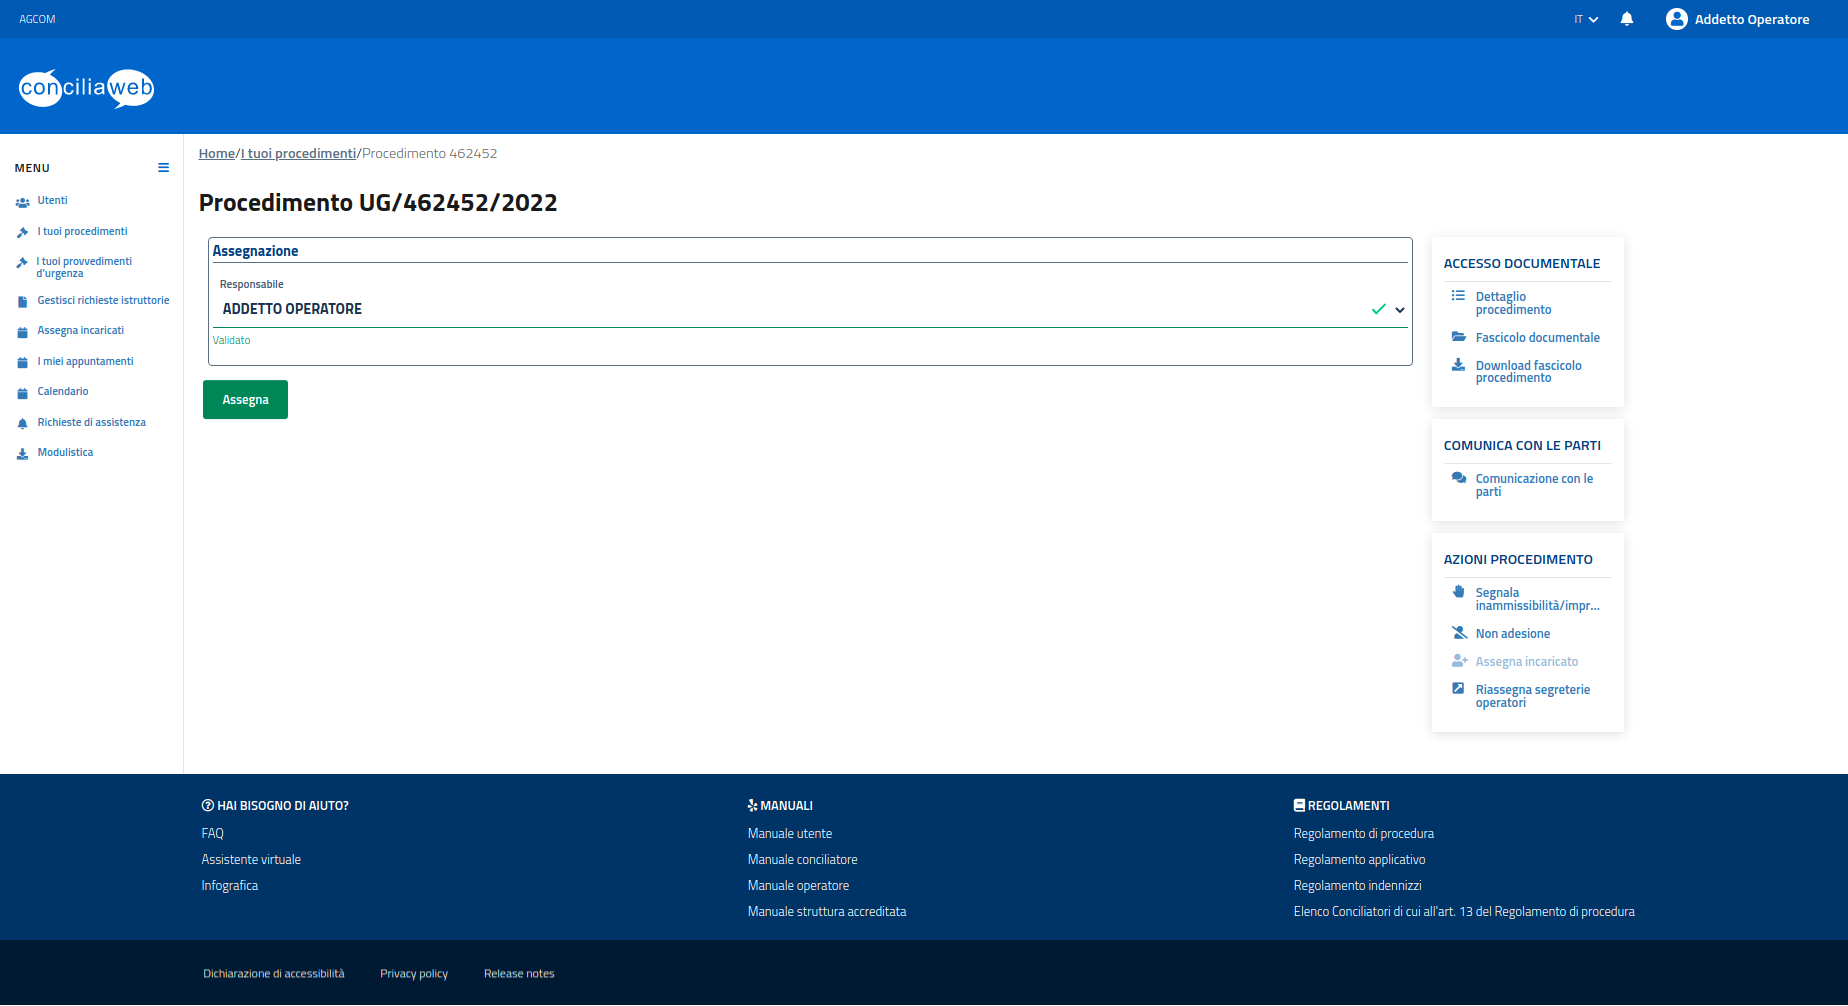 AGCOM
IT
Addetto Operatore
conciliaweb
MENU
Utenti
I tuoi procedimenti
I tuoi provvedimenti
d'urgenza
Gestisci richieste istruttorie
Assegna incaricati
I miei appuntamenti
Calendario
Richieste di assistenza
Modulistica
Home/I tuoi procedimenti/Procedimento 462452
Procedimento UG/462452/2022
Assegnazione
Responsabile
ADDETTO OPERATORE
Validato
Assegna
ACCESSO DOCUMENTALE
Dettaglio
procedimento
Fascicolo documentale
Download fascicolo
procedimento
COMUNICA CON LE PARTI
Comunicazione con le
parti
AZIONI PROCEDIMENTO
Segnala
inammissibilità/impr...
Non adesione
Assegna incaricato
Riassegna segreterie
operatori
HAI BISOGNO DI AIUTO?
FAQ
Assistente virtuale
Infografica
MANUALI
Manuale utente
Manuale conciliatore
Manuale operatore
Manuale struttura accreditata
REGOLAMENTI
Regolamento di procedura
Regolamento applicativo
Regolamento indennizzi
Elenco Conciliatori di cui all'art. 13 del Regolamento di procedura
Dichiarazione di accessibilità
Privacy policy
Release notes